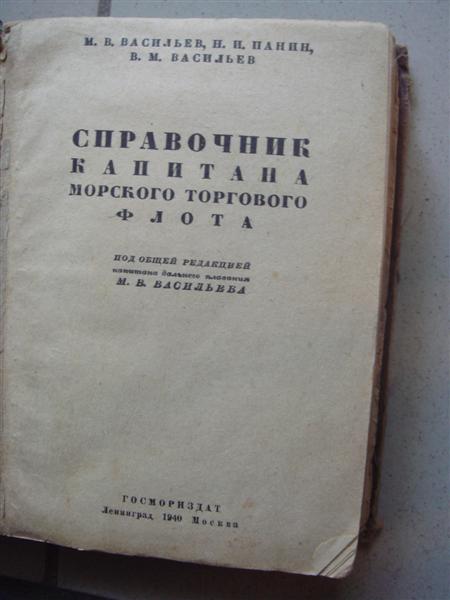 М. В. ВАСИЛЬЕВ, Н. И. ПАНИН,
В. М. ВАСИЛЬЕВ
СПРАВОЧНИК
КАПИТАНА
МОРСКОГО ТОРГОВОГО
ФЛОТА
ПОД ОБЩЕЙ РЕДАКЦИЕЙ
капитана дальнего плавания
М. В. ВАСИЛЬЕВА
ГОСМОРИЗДАТ
Ленинград 1940 Москва